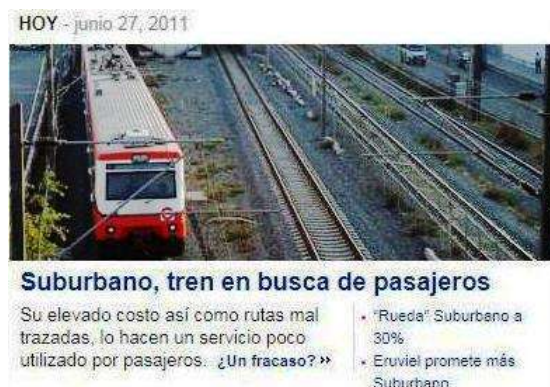 HOY - junio 27, 2011
Suburbano, tren en busca de pasajeros
Su elevado costo así como rutas mal
trazadas, lo hacen un servicio poco
utilizado por pasajeros. ¿Un fracaso? »
"Rueda" Suburbano a
30%
Eruviel promete más
Suburbano